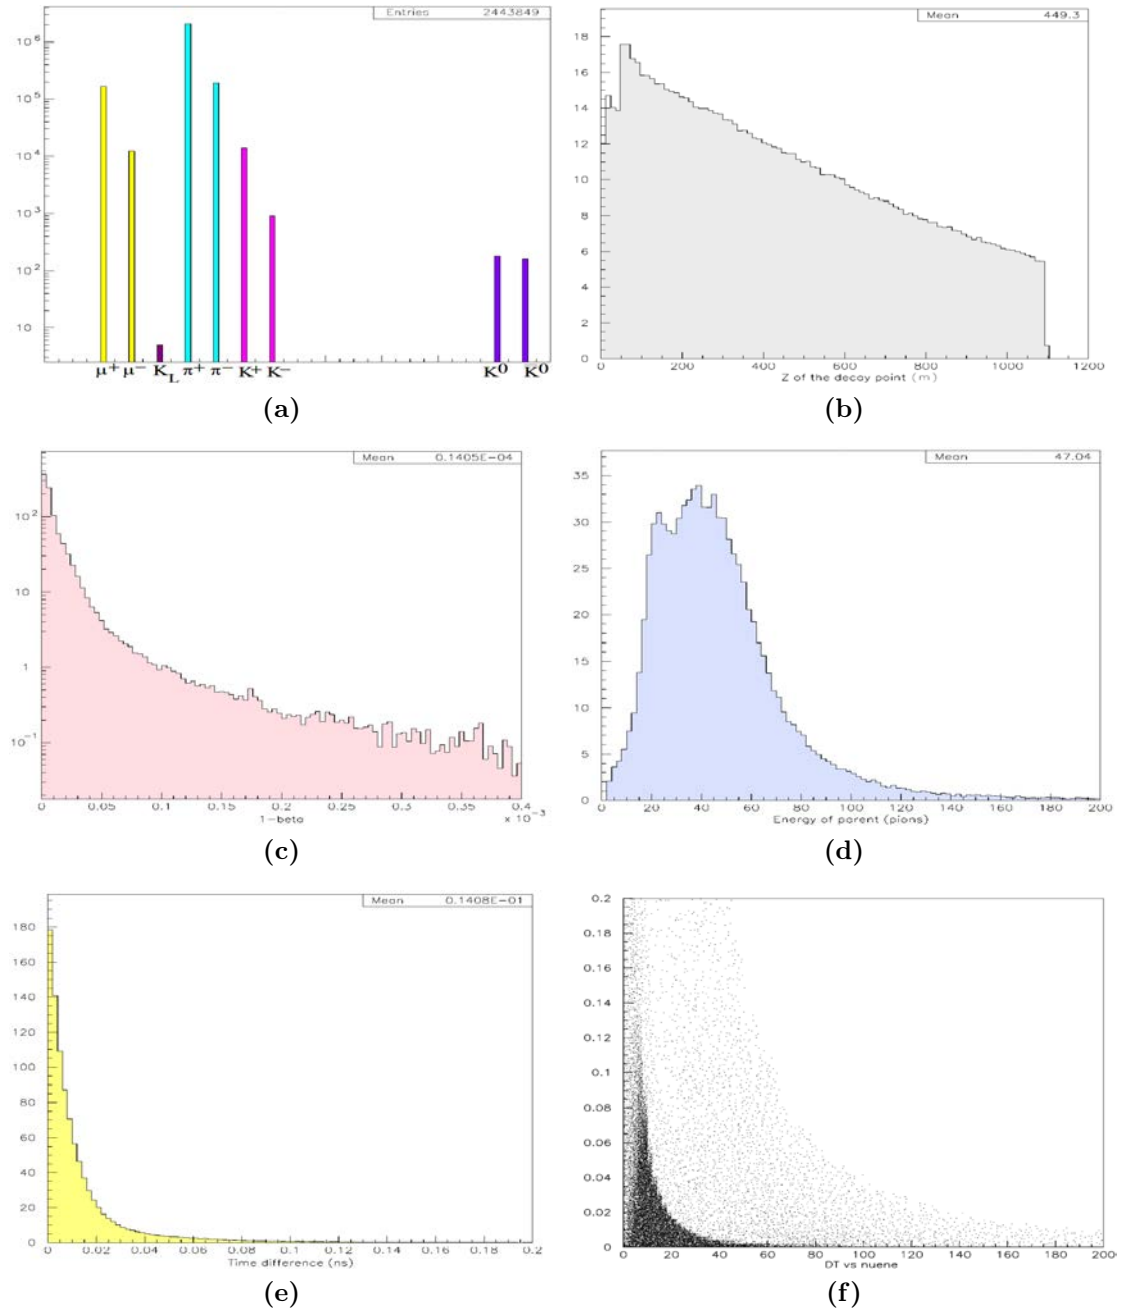 Entries 2443849
10^6
10^5
10^4
10^3
10^2
10
μ+ μ− K_L π+ π− K+ K− K^0 K^0
(a)
Mean 449.3
18
16
14
12
10
8
6
4
2
0
0 200 400 600 800 1000 1200
Z of the decay point (m)
(b)
Mean 0.1405E-04
10^2
10
1
10^-1
0 0.05 0.1 0.15 0.2 0.25 0.3 0.35 0.4
1-beta x 10^-3
(c)
Mean 47.04
35
30
25
20
15
10
5
0
0 20 40 60 80 100 120 140 160 180 200
Energy of parent (pions)
(d)
Mean 0.1408E-01
180
160
140
120
100
80
60
40
20
0
0 0.02 0.04 0.06 0.08 0.1 0.12 0.14 0.16 0.18 0.2
Time difference (ns)
(e)
0.2
0.18
0.16
0.14
0.12
0.1
0.08
0.06
0.04
0.02
0
0 20 40 60 80 100 120 140 160 180 200
DT vs nuene
(f)